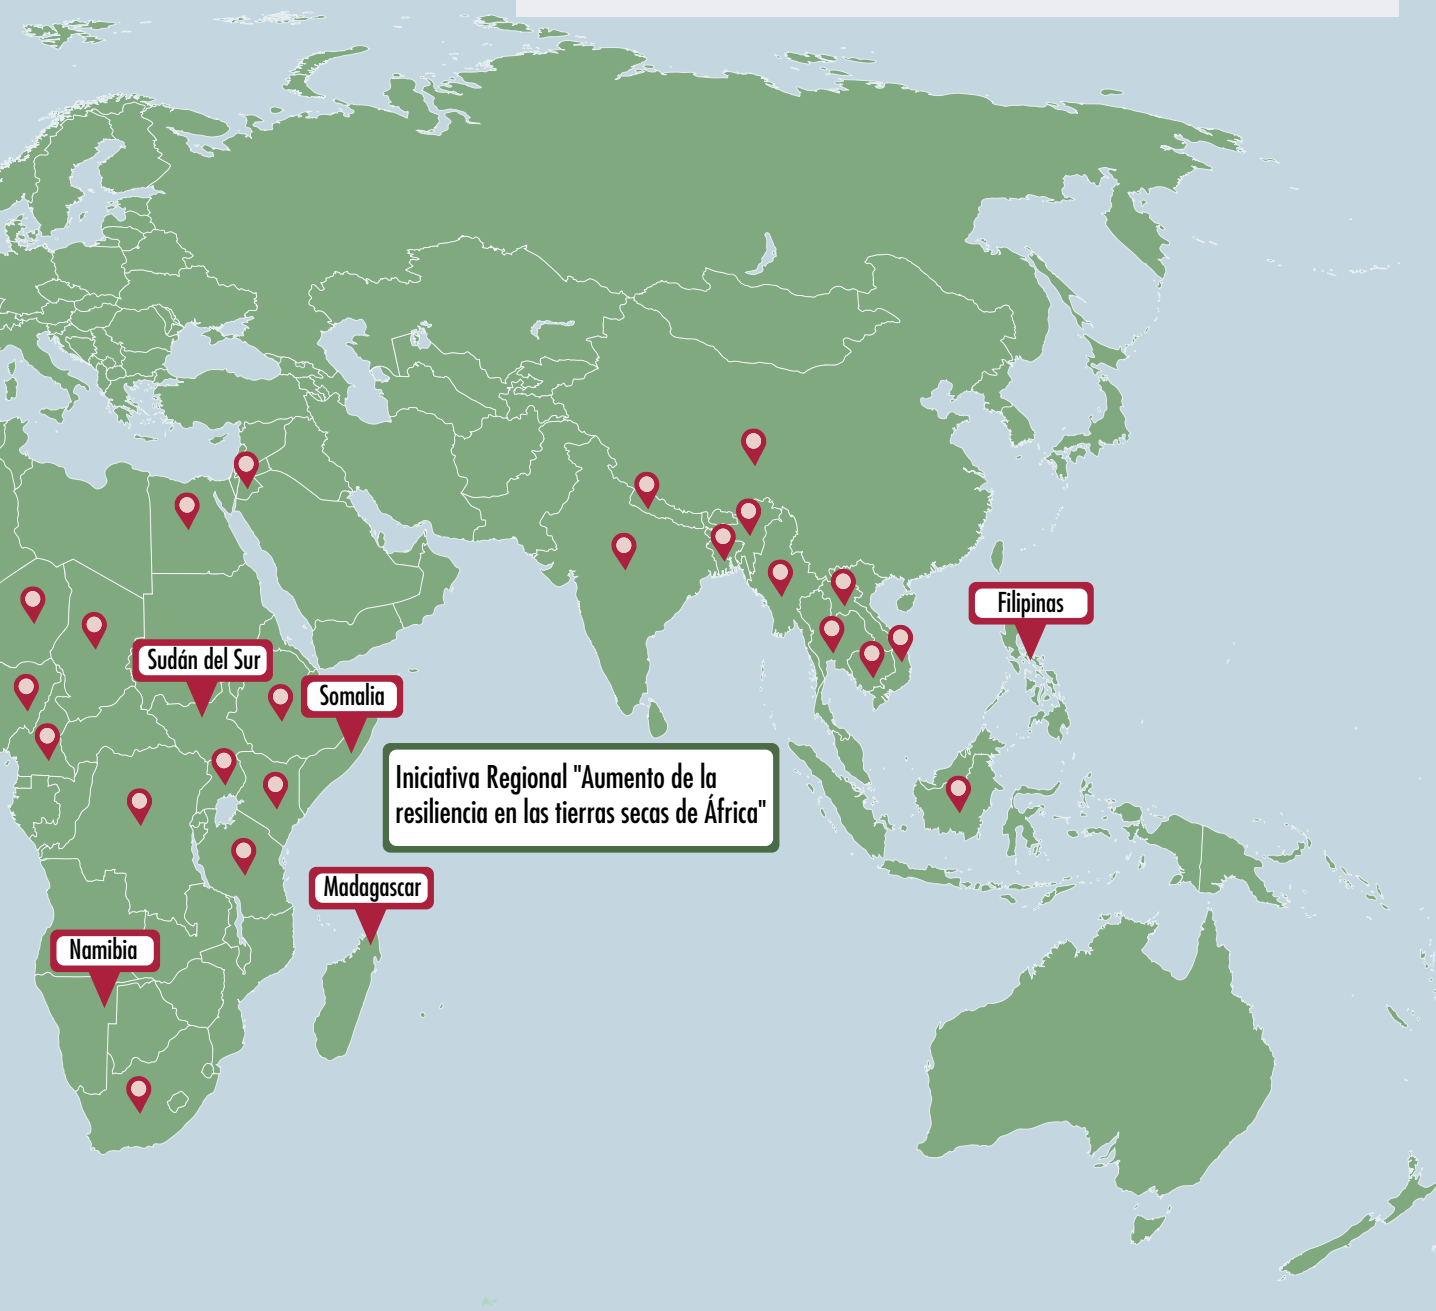 Filipinas
Sudán del Sur
Somalia
Iniciativa Regional "Aumento de la
resiliencia en las tierras secas de África"
Madagascar
Namibia